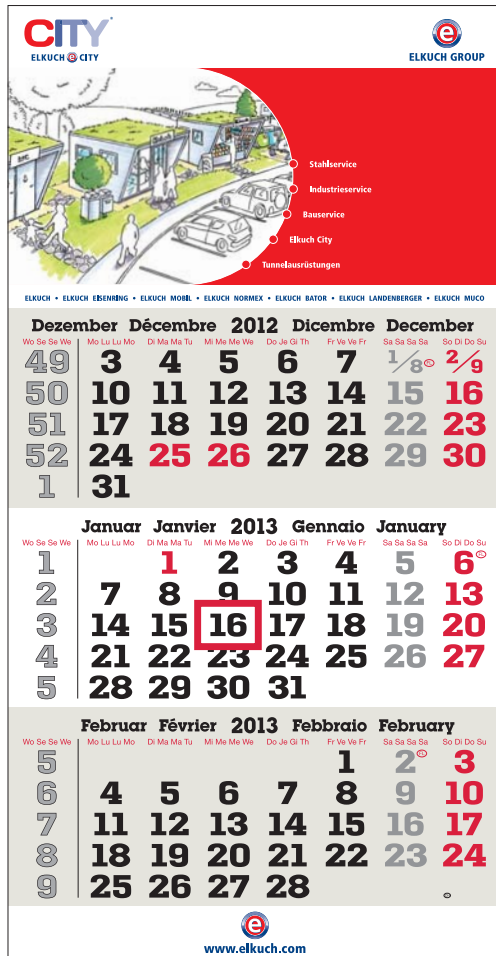 CITY
ELKUCH e CITY
e
ELKUCH GROUP
Stahlservice
Industrieservice
Bauservice
Elkuch City
Tunnelausrüstungen
ELKUCH • ELKUCH EISENRING • ELKUCH MOBIL • ELKUCH NORMEX • ELKUCH BATOR • ELKUCH LANDENBERGER • ELKUCH MUCO
Dezember Décembre 2012 Dicembre December
Wo Se Se We Mo Lu Lu Mo Di Ma Ma Tu Mi Me Me We Do Je Gi Th Fr Ve Ve Fr Sa Sa Sa Sa So Di Do Su
49 3 4 5 6 7 1/8 2/9
50 10 11 12 13 14 15 16
51 17 18 19 20 21 22 23
52 24 25 26 27 28 29 30
1 31
Januar Janvier 2013 Gennaio January
Wo Se Se We Mo Lu Lu Mo Di Ma Ma Tu Mi Me Me We Do Je Gi Th Fr Ve Ve Fr Sa Sa Sa Sa So Di Do Su
1 1 2 3 4 5 6
2 7 8 9 10 11 12 13
3 14 15 16 17 18 19 20
4 21 22 23 24 25 26 27
5 28 29 30 31
Februar Février 2013 Febbraio February
Wo Se Se We Mo Lu Lu Mo Di Ma Ma Tu Mi Me Me We Do Je Gi Th Fr Ve Ve Fr Sa Sa Sa Sa So Di Do Su
5 1 2 3
6 4 5 6 7 8 9 10
7 11 12 13 14 15 16 17
8 18 19 20 21 22 23 24
9 25 26 27 28
e
www.elkuch.com